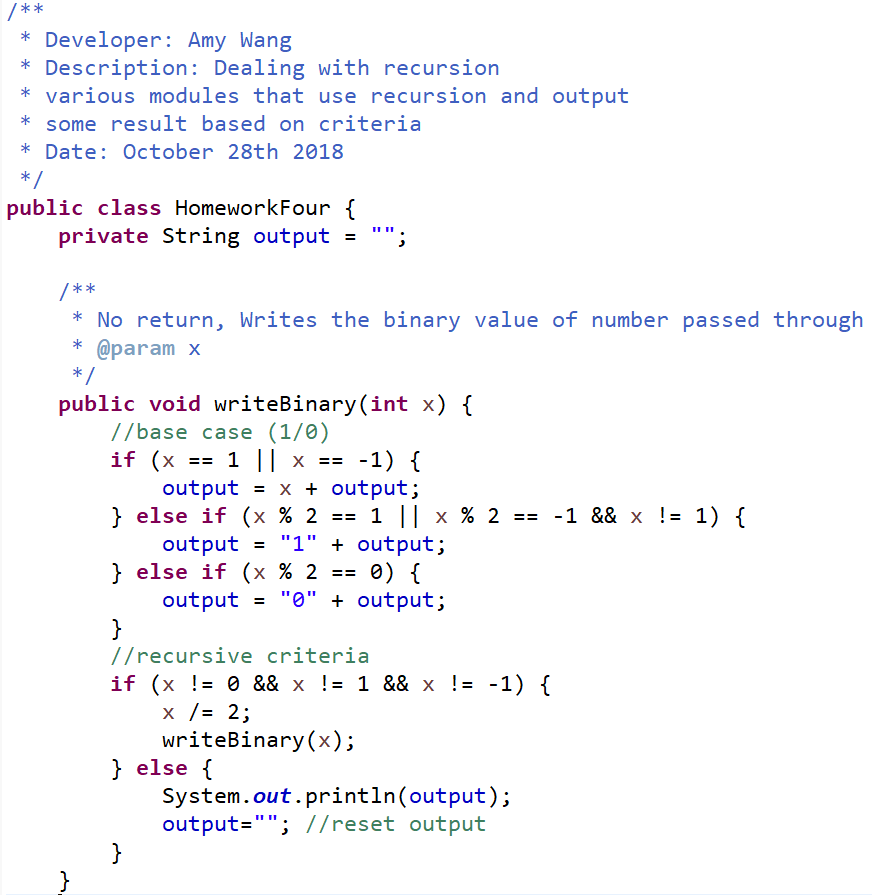 /**
 * Developer: Amy Wang
 * Description: Dealing with recursion
 * various modules that use recursion and output
 * some result based on criteria
 * Date: October 28th 2018
 */
public class HomeworkFour {
    private String output = "";

    /**
     * No return, Writes the binary value of number passed through
     * @param x
     */
    public void writeBinary(int x) {
        //base case (1/0)
        if (x == 1 || x == -1) {
            output = x + output;
        } else if (x % 2 == 1 || x % 2 == -1 && x != 1) {
            output = "1" + output;
        } else if (x % 2 == 0) {
            output = "0" + output;
        }
        //recursive criteria
        if (x != 0 && x != 1 && x != -1) {
            x /= 2;
            writeBinary(x);
        } else {
            System.out.println(output);
            output=""; //reset output
        }
    }